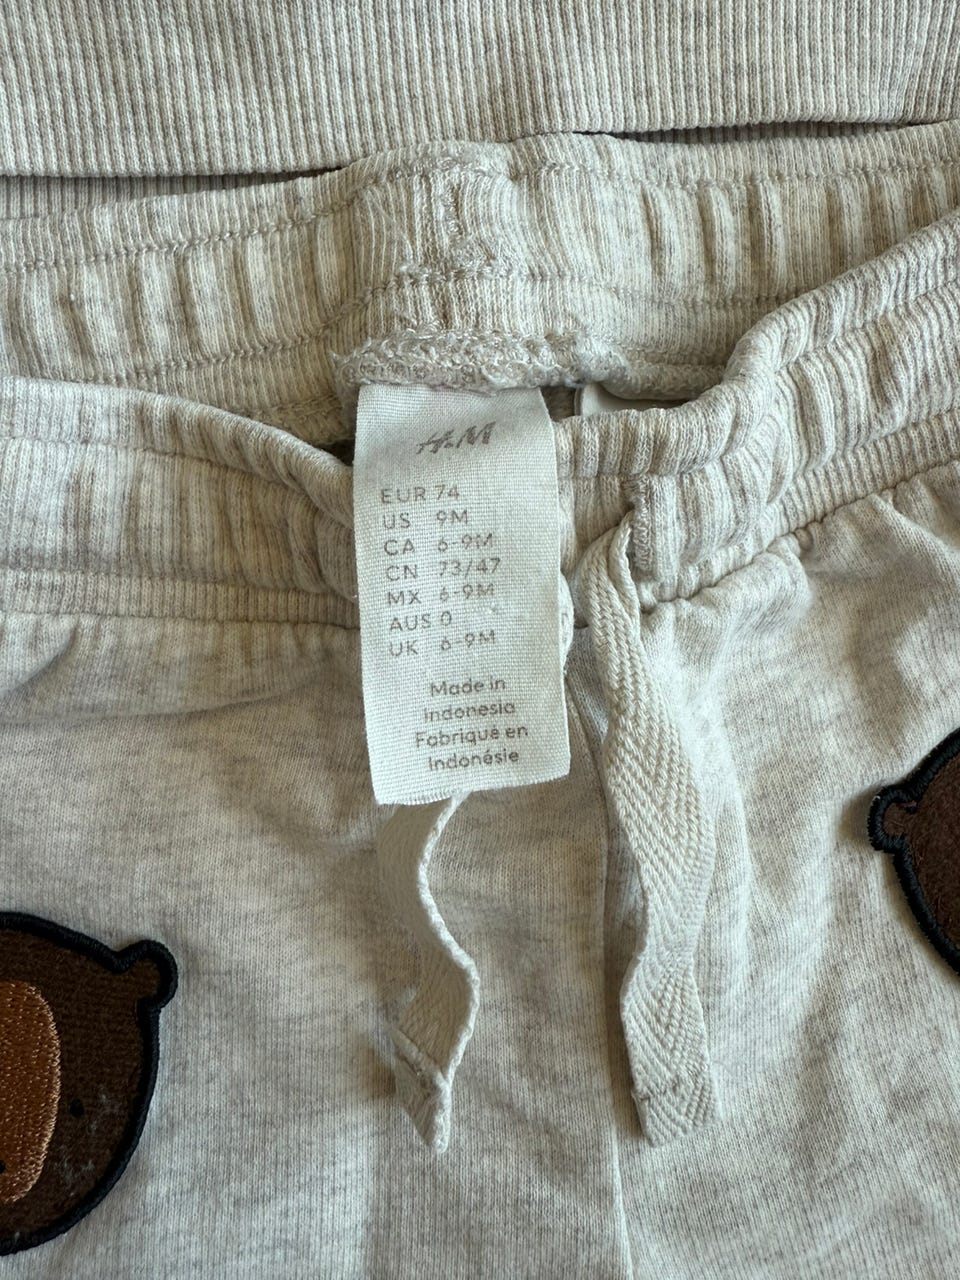 H&M
EUR 74
US 9M
CA 6-9M
CN 73/47
MX 6-9M
AUS 0
UK 6-9M
Made in
Indonesia
Fabriqué en
Indonésie